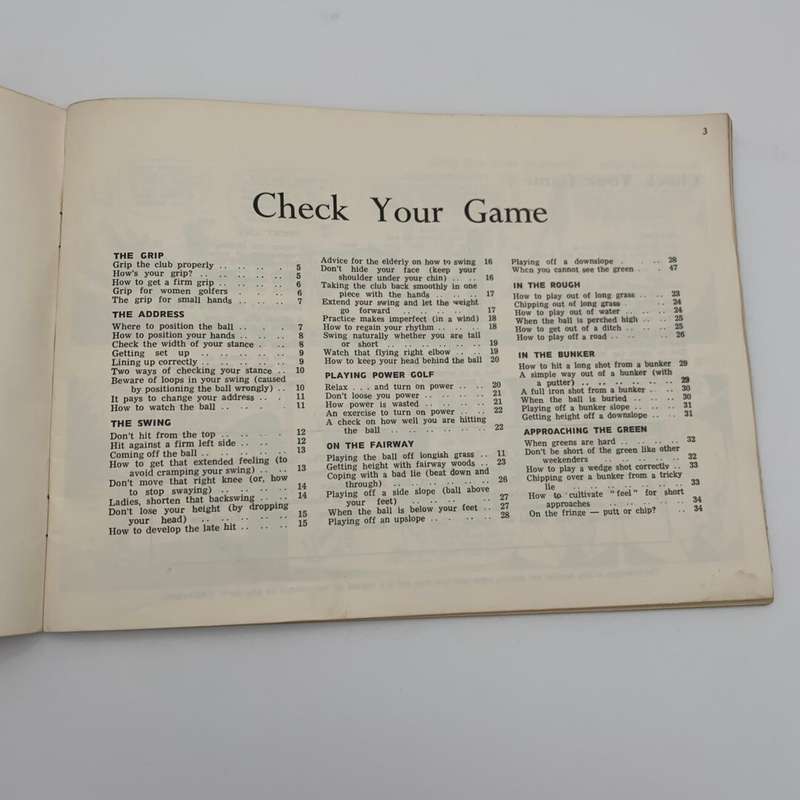 3
Check Your Game
THE GRIP
Grip the club properly .. .. .. . 5
How's your grip? .. .. .. .. .. .. 5
How to get a firm grip .. .. .. .. 6
Grip for women golfers .. .. .. 6
The grip for small hands .. .. .. 7
THE ADDRESS
Where to position the ball .. .. . . 7
How to position your hands .. .. .. 8
Check the width of your stance . .. .. 8
Getting set up .. .. .. .. .. 9
Lining up correctly .. .. .. .. .. 9
Two ways of checking your stance .. .. 10
Beware of loops in your swing (caused
by positioning the ball wrongly) .. 10
It pays to change your address .. .. 11
How to watch the ball .. .. .. .. 11
THE SWING
Don't hit from the top .. .. .. .. 12
Hit against a firm left side .. .. .. 12
Coming off the ball .. .. .. .. .. 13
How to get that extended feeling (to
avoid cramping your swing) .. .. 13
Don't move that right knee (or, how
to stop swaying) .. .. .. .. 14
Ladies, shorten that backswing .. .. 14
Don't lose your height (by dropping
your head) .. .. .. .. .. 15
How to develop the late hit .. .. .. 15
Advice for the elderly on how to swing 16
Don't hide your face (keep your
shoulder under your chin) .. .. 16
Taking the club back smoothly in one
piece with the hands .. .. .. 17
Extend your swing and let the weight
go forward .. .. .. .. .. 17
Practice makes imperfect (in a wind) 18
How to regain your rhythm .. .. .. 18
Swing naturally whether you are tall
or short .. .. .. .. .. .. 19
Watch that flying right elbow .. .. 19
How to keep your head behind the ball 20
PLAYING POWER GOLF
Relax . . . and turn on power .. .. 20
Don't loose you power .. .. .. .. 21
How power is wasted .. .. .. .. 21
An exercise to turn on power .. .. 22
A check on how well you are hitting
the ball .. .. .. .. .. .. 22
ON THE FAIRWAY
Playing the ball off longish grass .. 11
Getting height with fairway woods .. 23
Coping with a bad lie (beat down and
through) .. .. .. .. .. .. 26
Playing off a side slope (ball above
your feet) .. .. .. .. .. 27
When the ball is below your feet .. 27
Playing off an upslope .. .. .. .. 28
Playing off a downslope . . .. 28
When you cannot see the green . . . 47
IN THE ROUGH
How to play out of long grass .. .. 23
Chipping out of long grass .. .. .. 24
How to play out of water .. .. .. 24
When the ball is perched high .. .. 25
How to get out of a ditch .. .. .. 25
How to play off a road .. .. .. .. 26
IN THE BUNKER
How to hit a long shot from a bunker 29
A simple way out of a bunker (with
a putter) .. .. .. .. .. .. 29
A full iron shot from a bunker .. .. 30
When the ball is buried .. .. .. 30
Playing off a bunker slope .. .. .. 31
Getting height off a downslope .. .. 31
APPROACHING THE GREEN
When greens are hard .. .. .. .. 32
Don't be short of the green like other
weekenders .. .. .. .. .. 32
How to play a wedge shot correctly .. 33
Chipping over a bunker from a tricky
lie .. .. .. .. .. .. .. 33
How to cultivate "feel" for short
approaches .. .. .. .. .. 34
On the fringe — putt or chip? .. 34